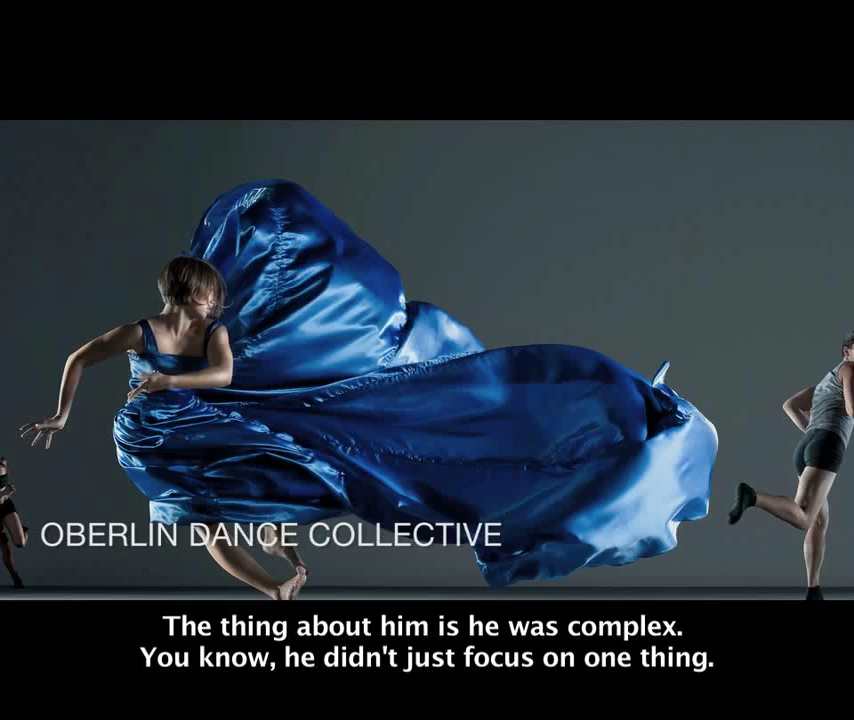 OBERLIN DANCE COLLECTIVE
The thing about him is he was complex.
You know, he didn't just focus on one thing.